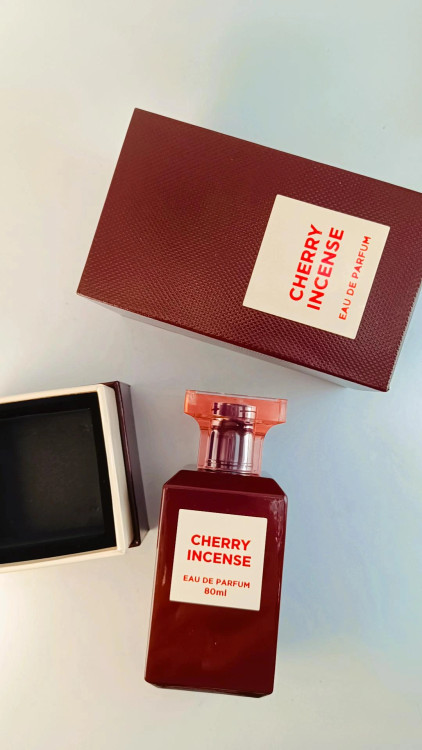 CHERRY
INCENSE
EAU DE PARFUM
CHERRY
INCENSE
EAU DE PARFUM
80ml